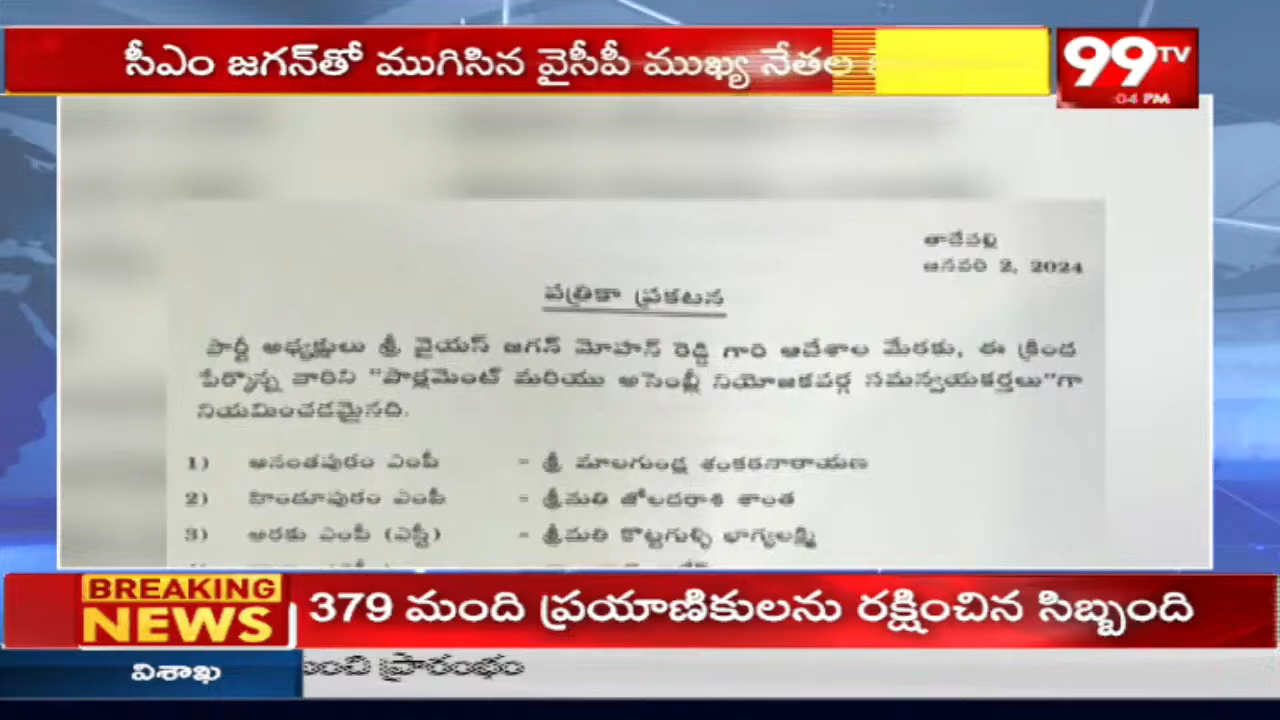 సీఎం జగన్‌తో ముగిసిన వైసీపీ ముఖ్య నేతల
99TV
:04 PM
తాడేపల్లి
జనవరి 2, 2024
పత్రికా ప్రకటన
పార్టీ అధ్యక్షులు శ్రీ వైయస్ జగన్ మోహన్ రెడ్డి గారి ఆదేశాల మేరకు, ఈ క్రింద
పేర్కొన్న వారిని "పార్లమెంట్ మరియు అసెంబ్లీ నియోజకవర్గ సమన్వయకర్తలు"గా
నియమించడమైనది.
1) అనంతపురం ఎంపీ - శ్రీ మాలగుండ్ల శంకరనారాయణ
2) హిందూపురం ఎంపీ - శ్రీమతి జోలదరాశి శాంత
3) అరకు ఎంపీ (ఎస్టీ) - శ్రీమతి కొట్టగుళ్ళి భాగ్యలక్ష్మి
BREAKING
NEWS
379 మంది ప్రయాణికులను రక్షించిన సిబ్బంది
విశాఖ
ప్రారంభం